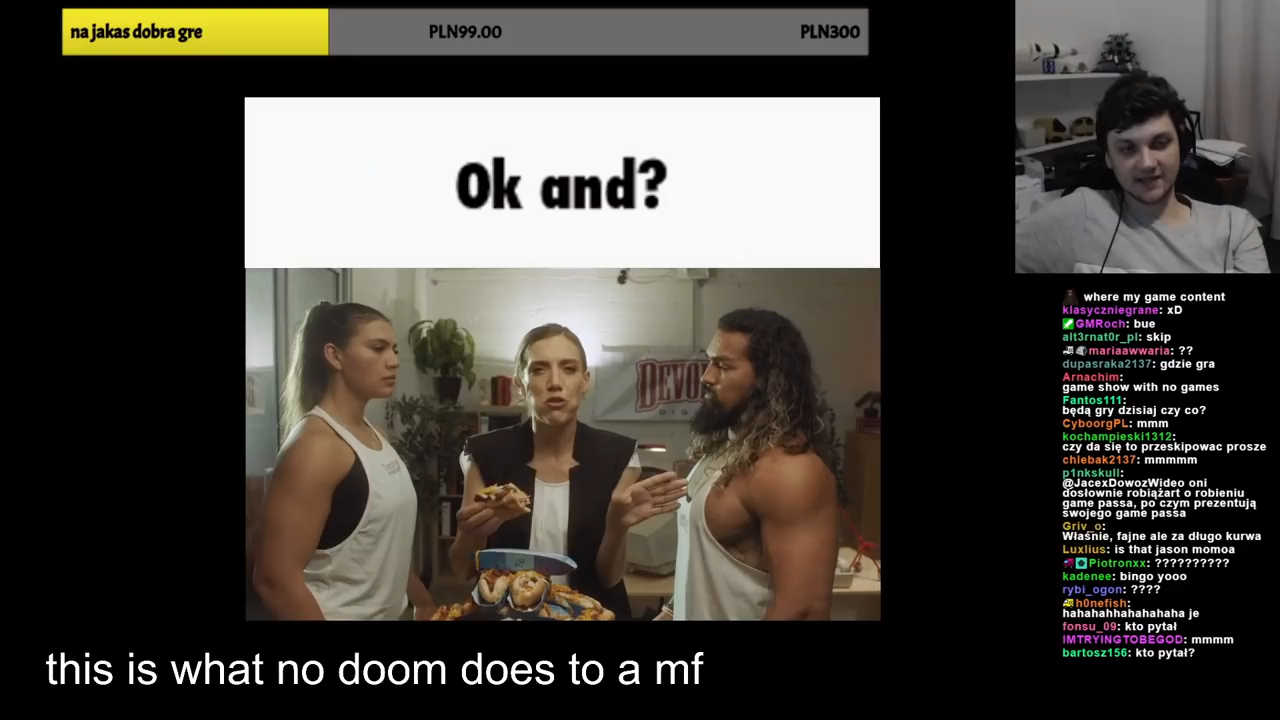 na jakas dobra gre PLN99.00 PLN300
Ok and?
DEVO
DIG
where my game content
klasyczniegrane: xD
GMRoch: bue
alt3rnat0r_pl: skip
mariaawwaria: ??
dupasraka2137: gdzie gra
Arnachim:
game show with no games
Fantos111:
będą gry dzisiaj czy co?
CyboorgPL: mmm
kochampieski1312:
czy da się to przeskipowac prosze
chlebak2137: mmmmm
p1nkskull:
@JacexDowozWideo oni
dosłownie robiążart o robieniu
game passa, po czym prezentują
swojego game passa
Griv_o:
Właśnie, fajne ale za długo kurwa
Luxlius: is that jason momoa
Piotronxx: ??????????
kadenee: bingo yooo
rybi_ogon: ????
h0nefish:
hahahahhahahahaha je
fonsu_09: kto pytał
IMTRYINGTOBEGOD: mmmm
bartosz156: kto pytał?
this is what no doom does to a mf